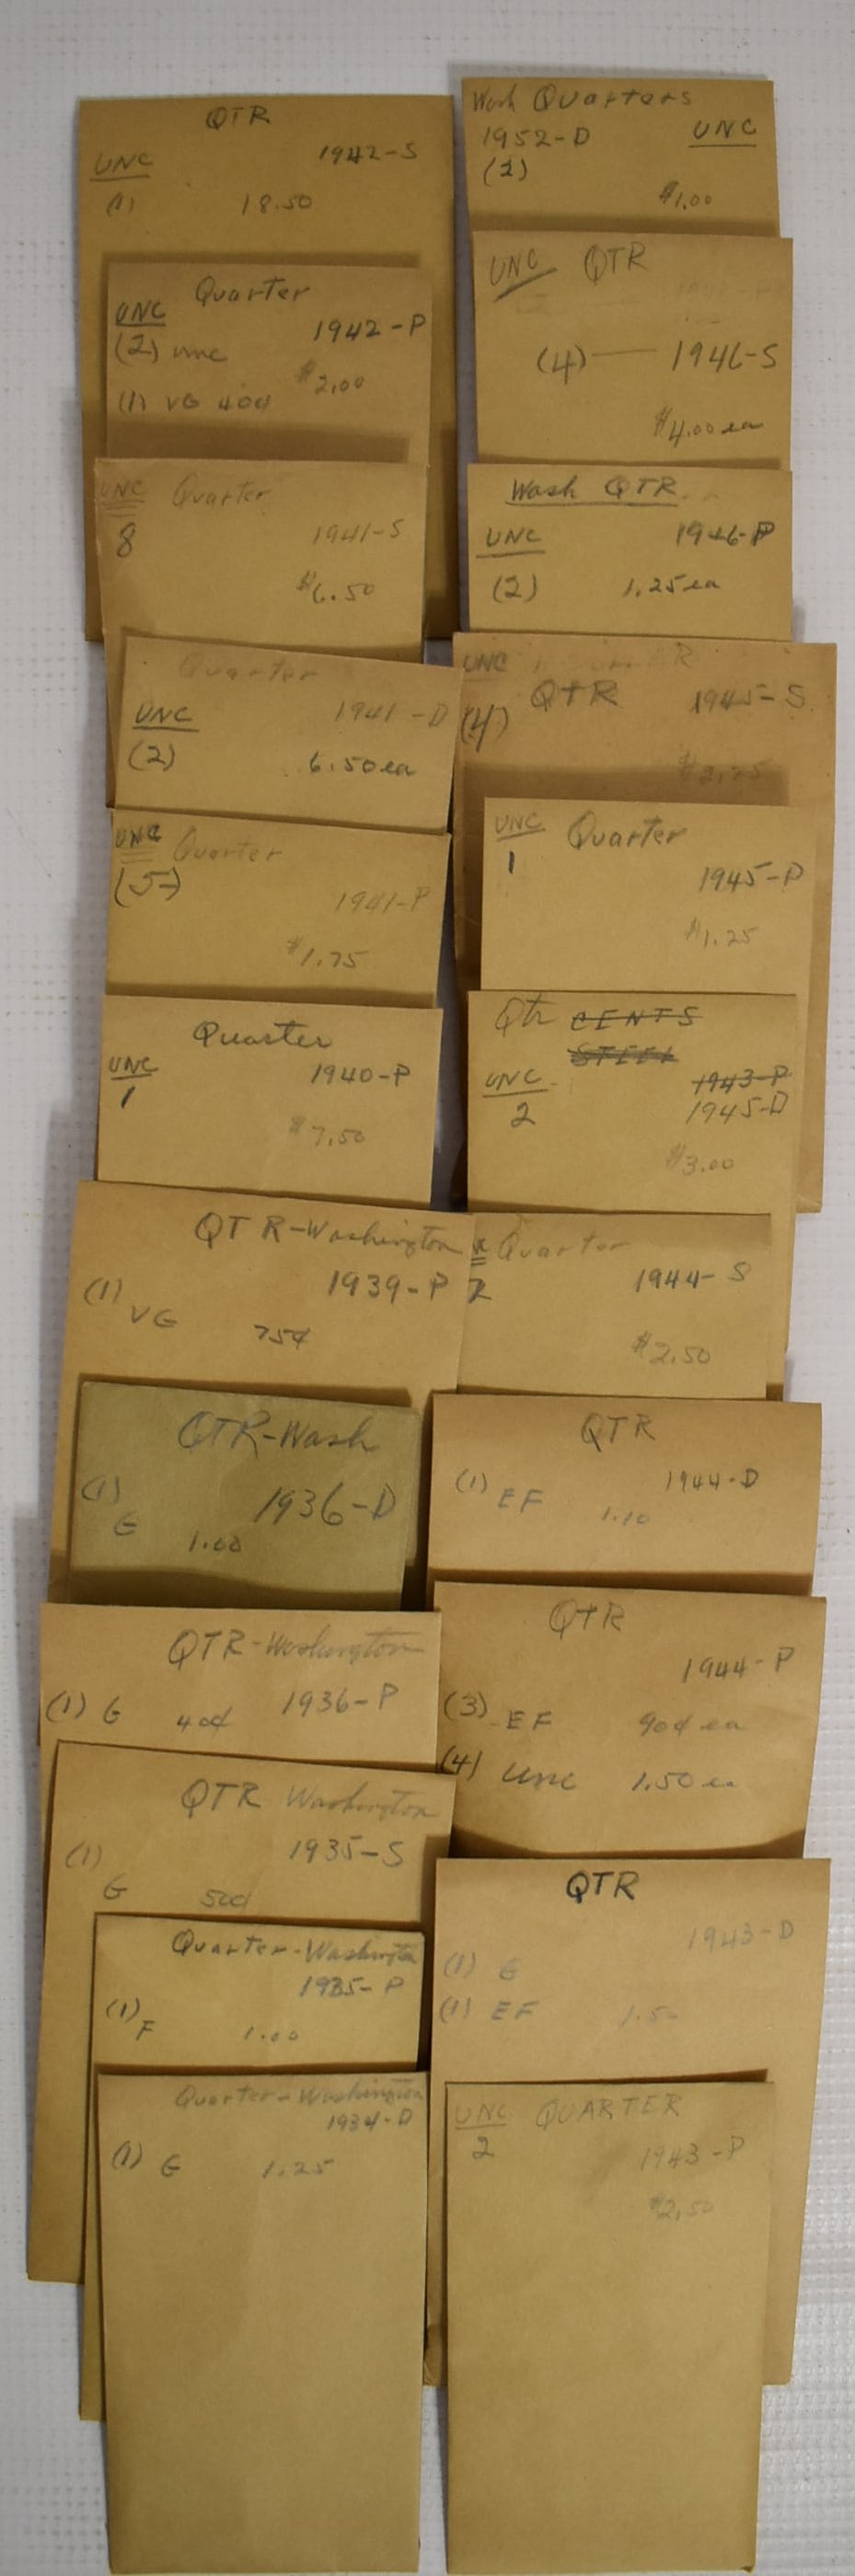 QTR
UNC 1942-S
(1) 18.50
Quarter
UNC 1942-P
(2) unc $2.00
(1) VG 40¢
UNC Quarter
8 1941-S
$6.50
Quarter
UNC 1941-D
(2) 6.50 ea
UNC Quarter
(5) 1941-P
$1.75
Quarter
UNC 1940-P
1
$7.50
QTR-Washington
(1) 1939-P
VG 75¢
QTR-Wash
(1) 1936-D
G 1.00
QTR-Washington
(1) G 40¢ 1936-P
QTR Washington
(1) 1935-S
G 50¢
Quarter-Washington
1935-P
(1) F 1.00
Quarter-Washington
1934-D
(1) G 1.25
Wash Quarters
1952-D UNC
(2)
$1.00
UNC QTR
(4) — 1946-S
$4.00 ea
Wash QTR
UNC 1946-P
(2) 1.25 ea
UNC
QTR 1945-S
(4)
UNC Quarter
1 1945-P
$1.25
Qtr CENTS
STEEL
UNC 1943-P
2 1945-D
$3.00
Quarter
2 1944-S
$2.50
QTR
(1) EF 1944-D
1.10
QTR
1944-P
(3) EF 90¢ ea
(4) Unc 1.50 ea
QTR
1943-D
(1) G
(1) EF 1.50
UNC QUARTER
2 1943-P
$2.50